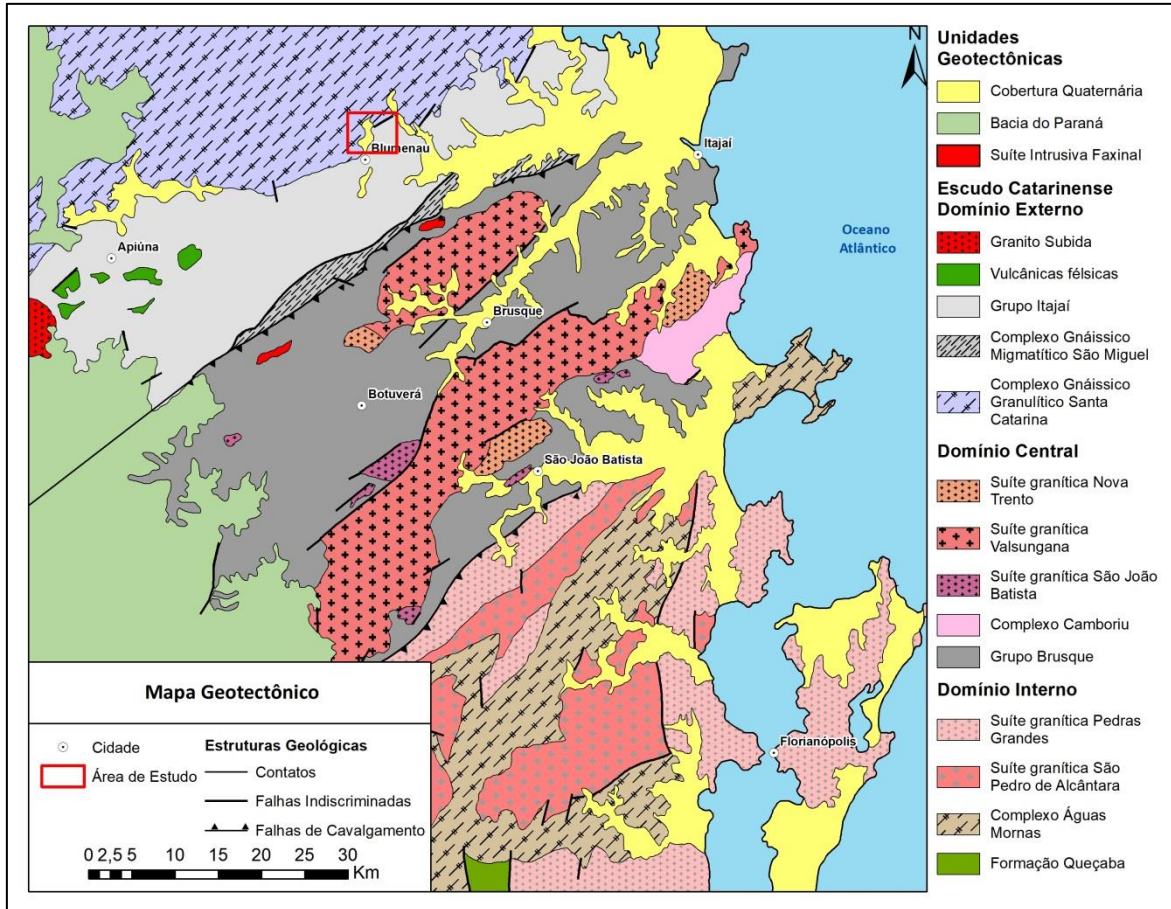 N
Blumenau
Itajaí
Apiúna
Oceano
Atlântico
Brusque
Botuverá
São João Batista
Florianópolis
Mapa Geotectônico
Cidade
Área de Estudo
Estruturas Geológicas
Contatos
Falhas Indiscriminadas
Falhas de Cavalgamento
0 2,5 5 10 15 20 25 30
Km
Unidades
Geotectônicas
Cobertura Quaternária
Bacia do Paraná
Suíte Intrusiva Faxinal
Escudo Catarinense
Domínio Externo
Granito Subida
Vulcânicas félsicas
Grupo Itajaí
Complexo Gnáissico
Migmatítico São Miguel
Complexo Gnáissico
Granulítico Santa
Catarina
Domínio Central
Suíte granítica Nova
Trento
Suíte granítica
Valsungana
Suíte granítica São João
Batista
Complexo Camboriu
Grupo Brusque
Domínio Interno
Suíte granítica Pedras
Grandes
Suíte granítica São
Pedro de Alcântara
Complexo Águas
Mornas
Formação Queçaba